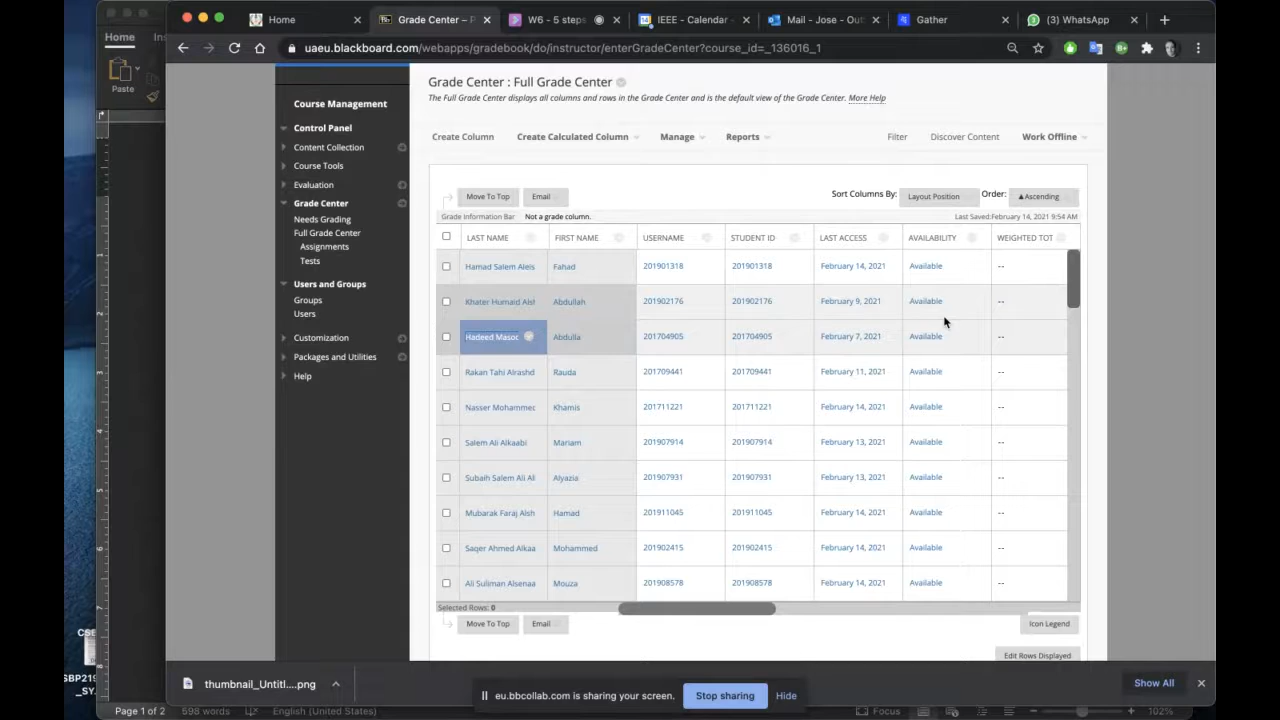 Home
Grade Center – P
W6 - 5 steps
IEEE - Calendar -
Mail - Jose - Out
Gather
(3) WhatsApp
Home
Ins
uaeu.blackboard.com/webapps/gradebook/do/instructor/enterGradeCenter?course_id=_136016_1
Paste
Course Management
Control Panel
Content Collection
Course Tools
Evaluation
Grade Center
Needs Grading
Full Grade Center
Assignments
Tests
Users and Groups
Groups
Users
Customization
Packages and Utilities
Help
Grade Center : Full Grade Center
The Full Grade Center displays all columns and rows in the Grade Center and is the default view of the Grade Center. More Help
Create Column Create Calculated Column Manage Reports Filter Discover Content Work Offline
Move To Top Email Sort Columns By: Layout Position Order: ▲Ascending
Grade Information Bar Not a grade column. Last Saved:February 14, 2021 9:54 AM
LAST NAME FIRST NAME USERNAME STUDENT ID LAST ACCESS AVAILABILITY WEIGHTED TOT
Hamad Salem Aleis Fahad 201901318 201901318 February 14, 2021 Available --
Khater Humaid Alsh Abdullah 201902176 201902176 February 9, 2021 Available --
Hadeed Masoo Abdulla 201704905 201704905 February 7, 2021 Available --
Rakan Tahi Alrashd Rauda 201709441 201709441 February 11, 2021 Available --
Nasser Mohammed Khamis 201711221 201711221 February 14, 2021 Available --
Salem Ali Alkaabi Mariam 201907914 201907914 February 13, 2021 Available --
Subaih Salem Ali Al Alyazia 201907931 201907931 February 13, 2021 Available --
Mubarak Faraj Alsh Hamad 201911045 201911045 February 14, 2021 Available --
Saqer Ahmed Alkaa Mohammed 201902415 201902415 February 14, 2021 Available --
Ali Suliman Alsenaa Mouza 201908578 201908578 February 14, 2021 Available --
Selected Rows: 0
Move To Top Email Icon Legend
Edit Rows Displayed
thumbnail_Untitl....png
Show All
eu.bbcollab.com is sharing your screen. Stop sharing Hide
Page 1 of 2 598 words English (United States) Focus 102%